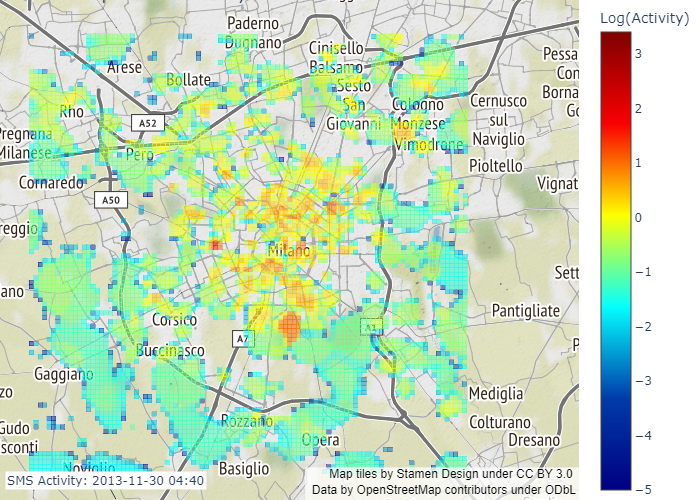 Log(Activity)
3
2
1
0
−1
−2
−3
−4
−5
Paderno
Dugnano
Cinisello
Balsamo
Arese
Bollate
Sesto
San
Giovanni
Cologno
Monzese
Cernusco
sul
Naviglio
Pessa
Con
Borna
Go
Rho
A52
Pregnana
Milanese
Pero
Vimodrone
Pioltello
Cornaredo
Vignat
A50
reggio
Milano
Sett
ano
Pantigliate
Corsico
A7
A1
P
Buccinasco
Gaggiano
zo
Mediglia
Gudo
sconti
Rozzano
Opera
Colturano
Dresano
Noviglio
Basiglio
SMS Activity: 2013-11-30 04:40
Map tiles by Stamen Design under CC BY 3.0
Data by OpenStreetMap contributors under ODbL